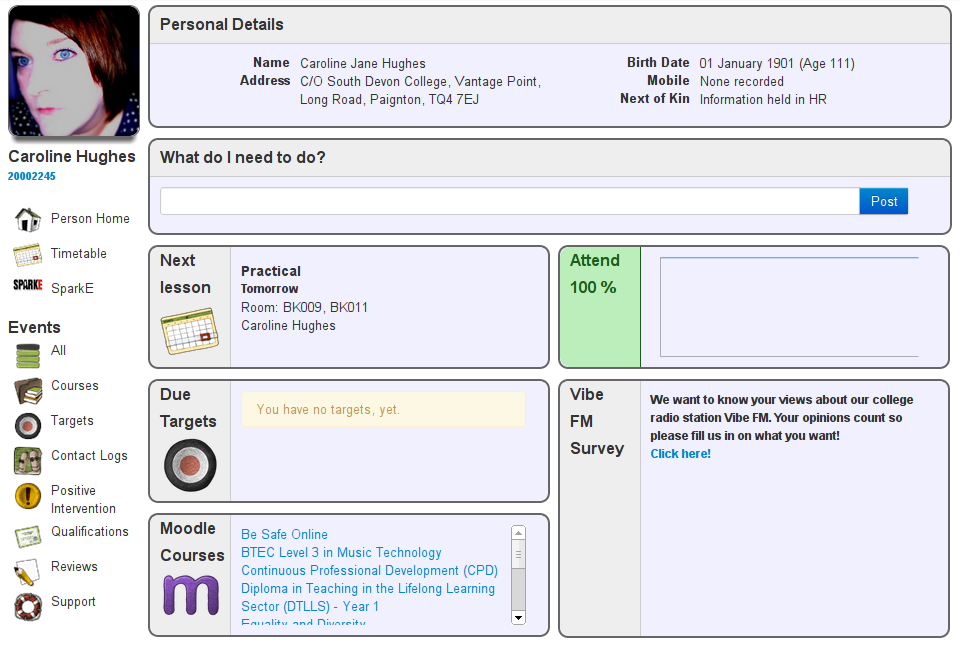 Caroline Hughes
20002245
Person Home
Timetable
SPARKE
SparkE
Events
All
Courses
Targets
Contact Logs
Positive
Intervention
Qualifications
Reviews
Support
Personal Details
Name Caroline Jane Hughes
Address C/O South Devon College, Vantage Point,
Long Road, Paignton, TQ4 7EJ
Birth Date 01 January 1901 (Age 111)
Mobile None recorded
Next of Kin Information held in HR
What do I need to do?
Post
Next
lesson
Practical
Tomorrow
Room: BK009, BK011
Caroline Hughes
Attend
100 %
Due
Targets
You have no targets, yet.
Vibe
FM
Survey
We want to know your views about our college
radio station Vibe FM. Your opinions count so
please fill us in on what you want!
Click here!
Moodle
Courses
m
Be Safe Online
BTEC Level 3 in Music Technology
Continuous Professional Development (CPD)
Diploma in Teaching in the Lifelong Learning
Sector (DTLLS) - Year 1
Equality and Diversity